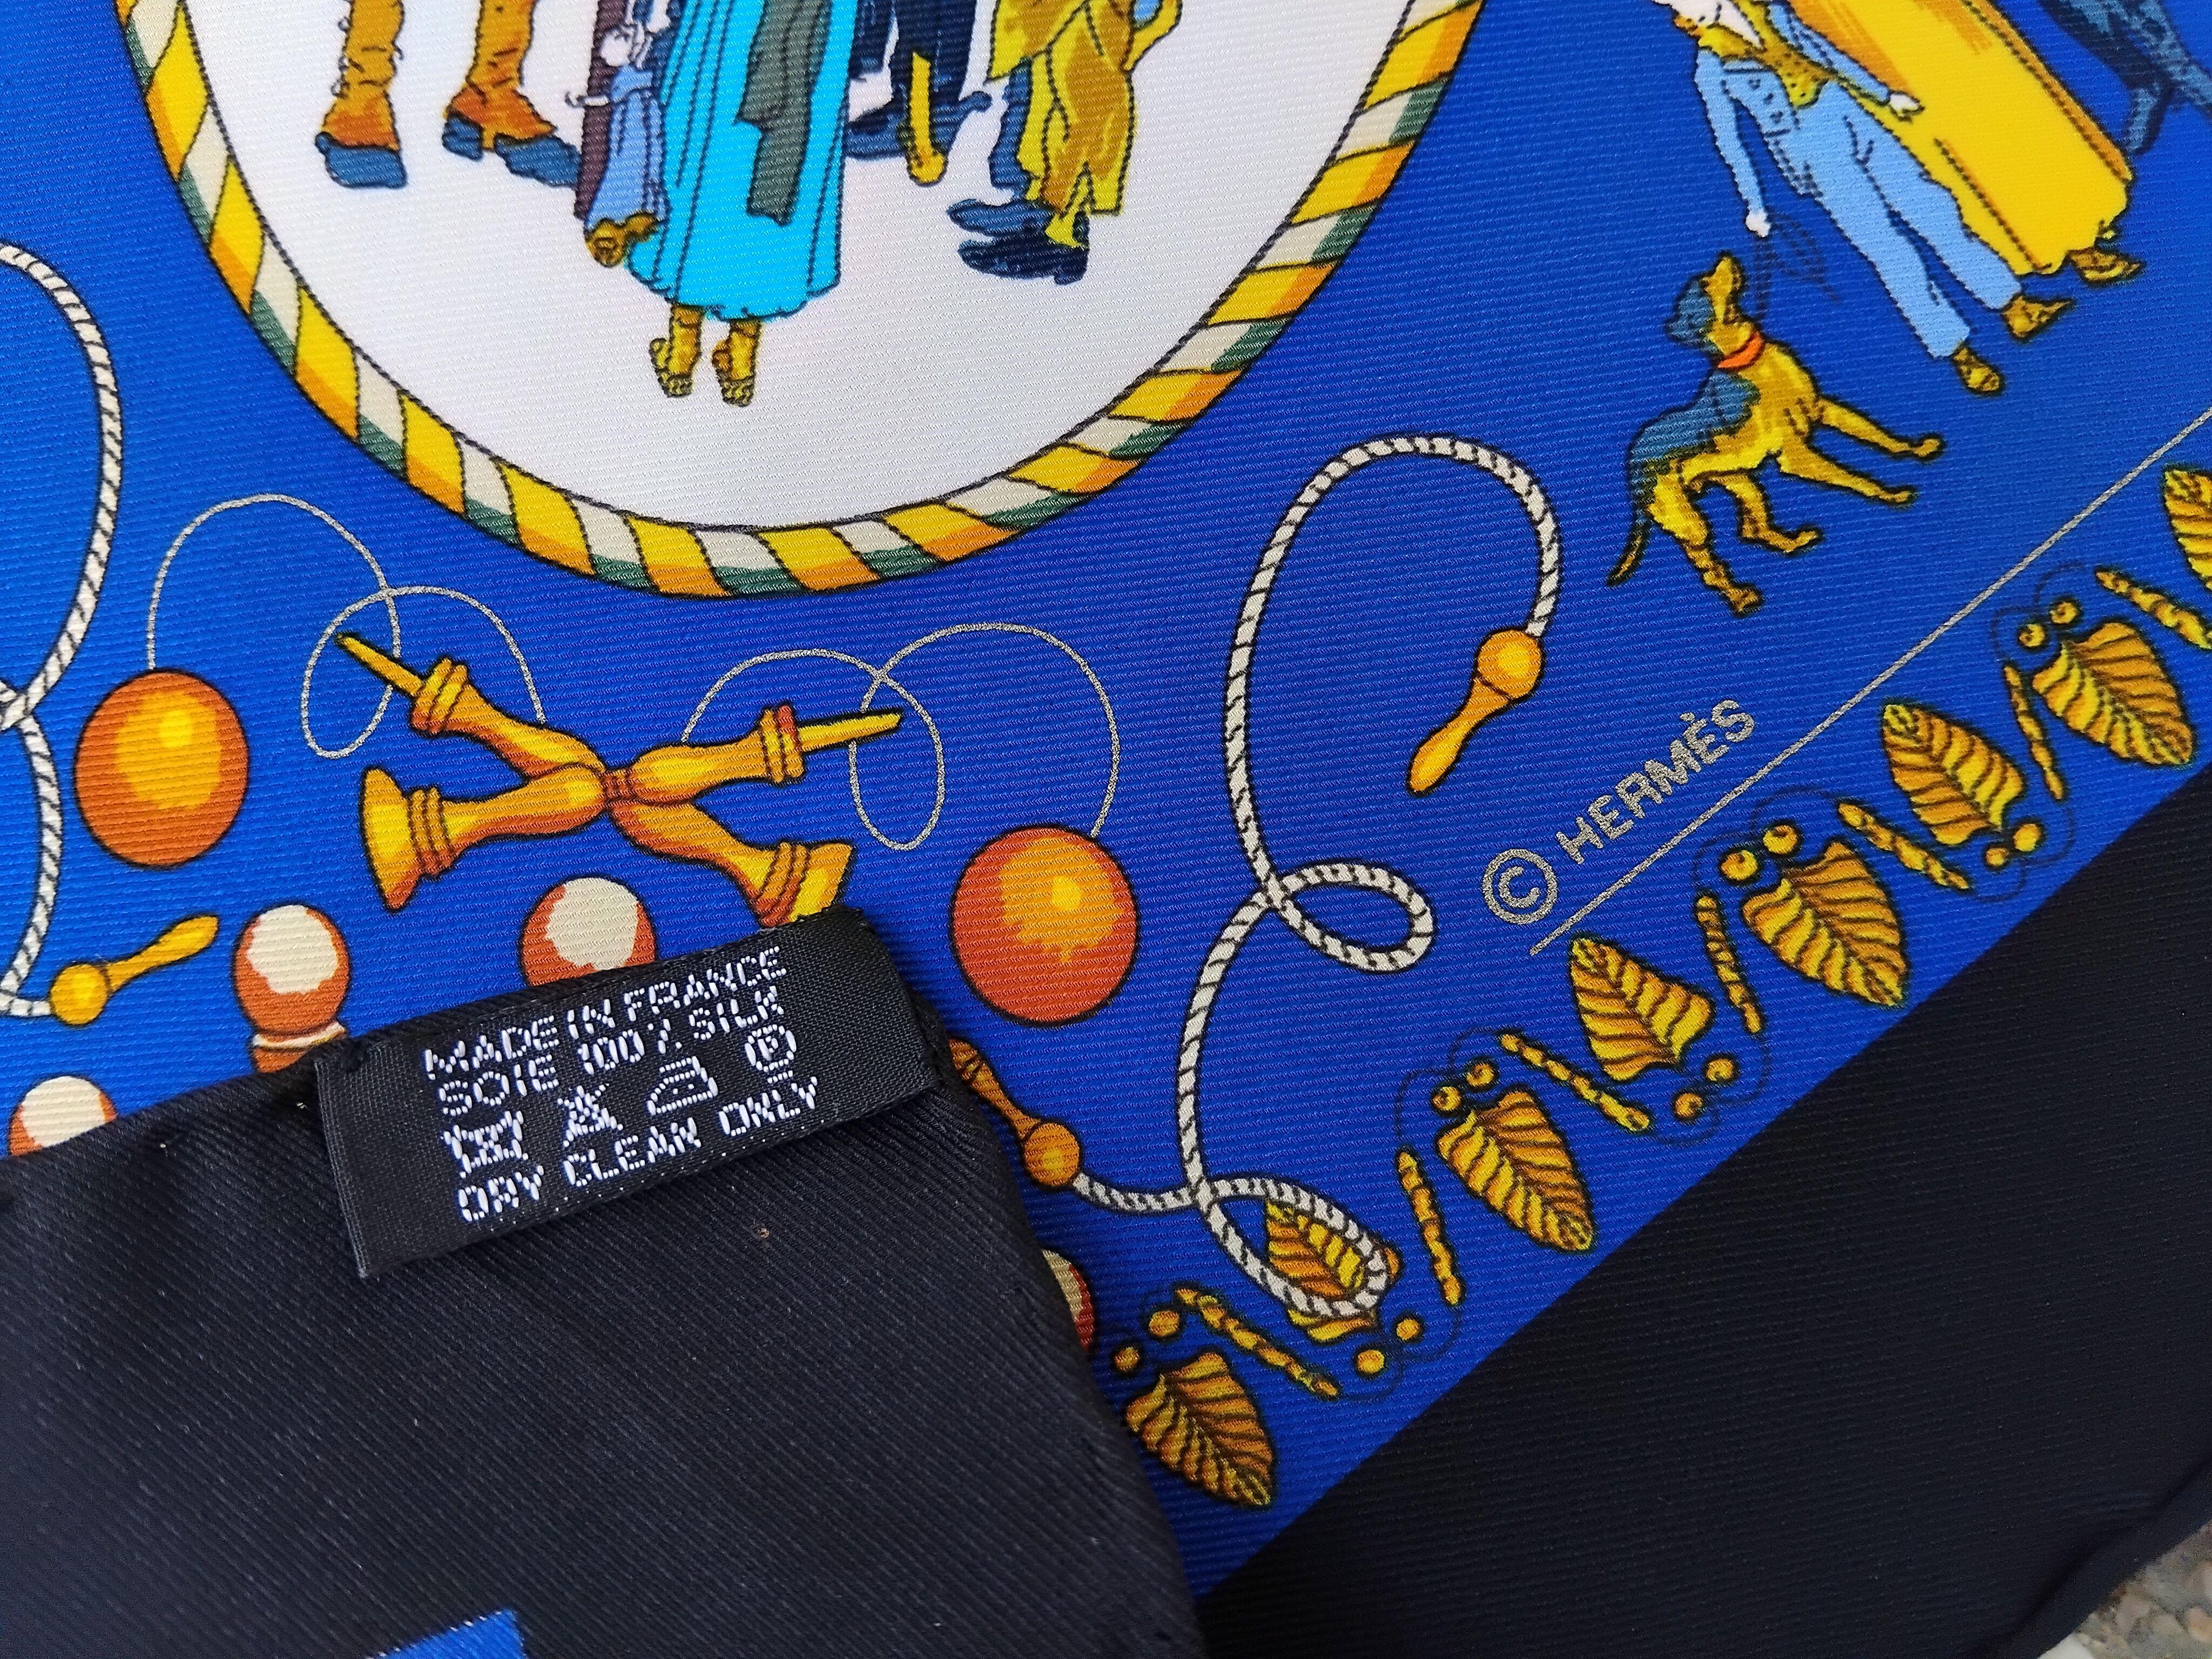 © HERMÈS
MADE IN FRANCE
SOIE 100% SILK
P
DRY CLEAN ONLY